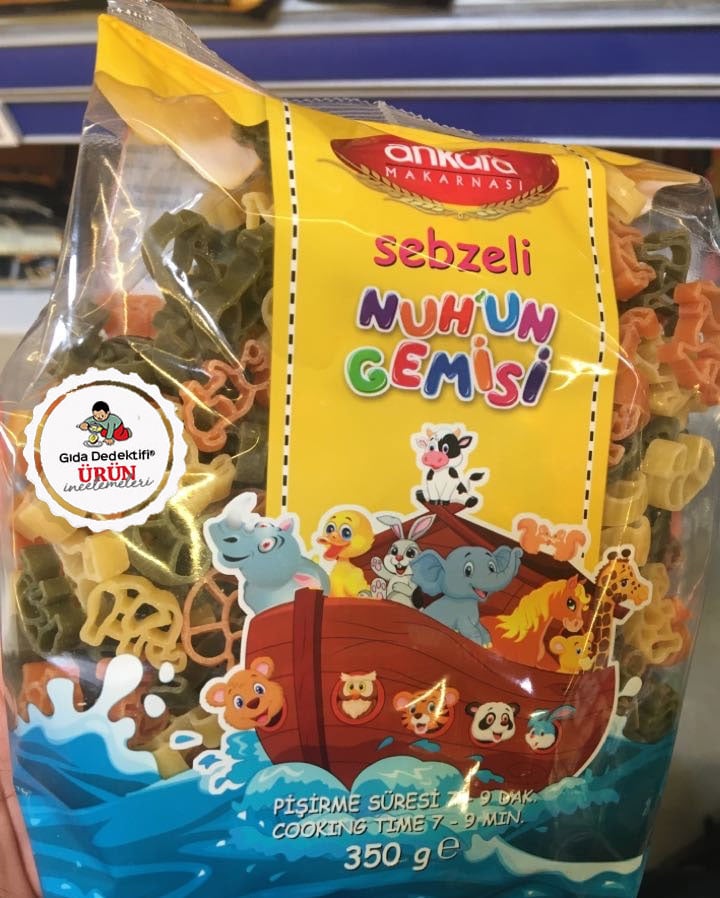 ankara
MAKARNASI
sebzeli
NUH'UN
GEMİSİ
Gıda Dedektifi®
ÜRÜN
incelemeleri
PİŞİRME SÜRESİ 7 - 9 DAK.
COOKING TIME 7 - 9 MIN.
350 g e